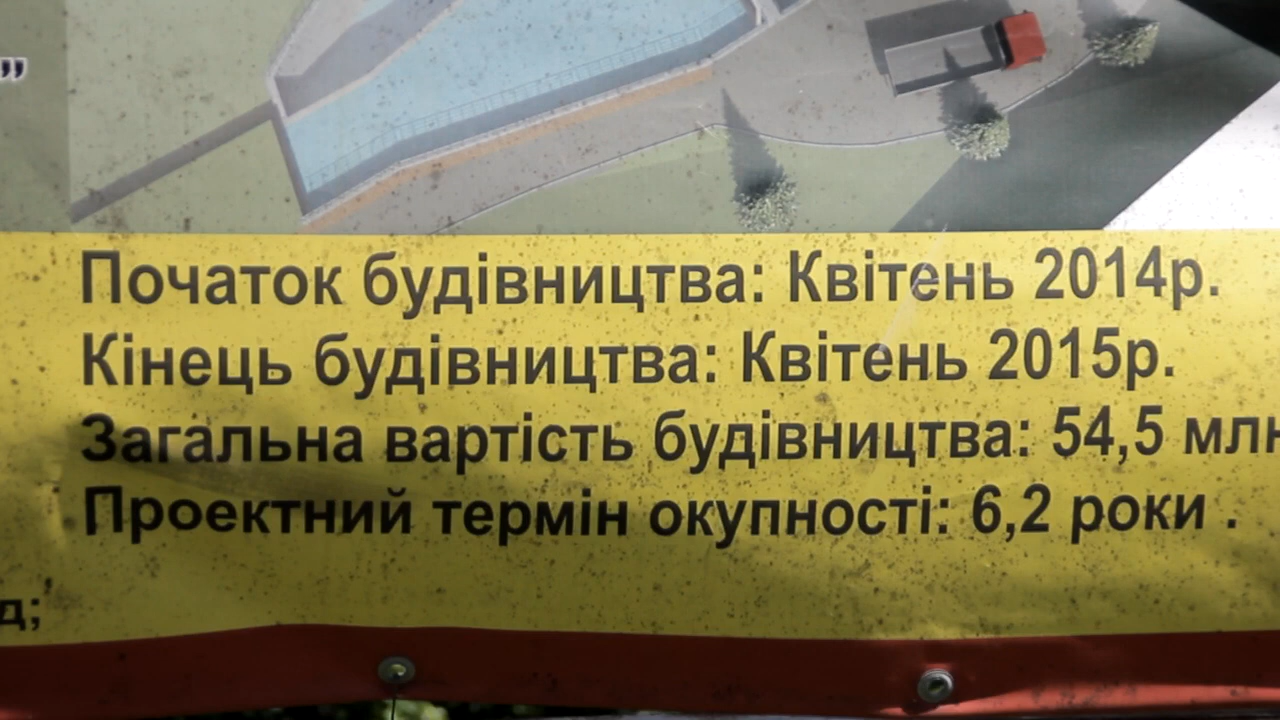 ”
Початок будівництва: Квітень 2014р.
Кінець будівництва: Квітень 2015р.
Загальна вартість будівництва: 54,5 млн
Проектний термін окупності: 6,2 роки .
д;